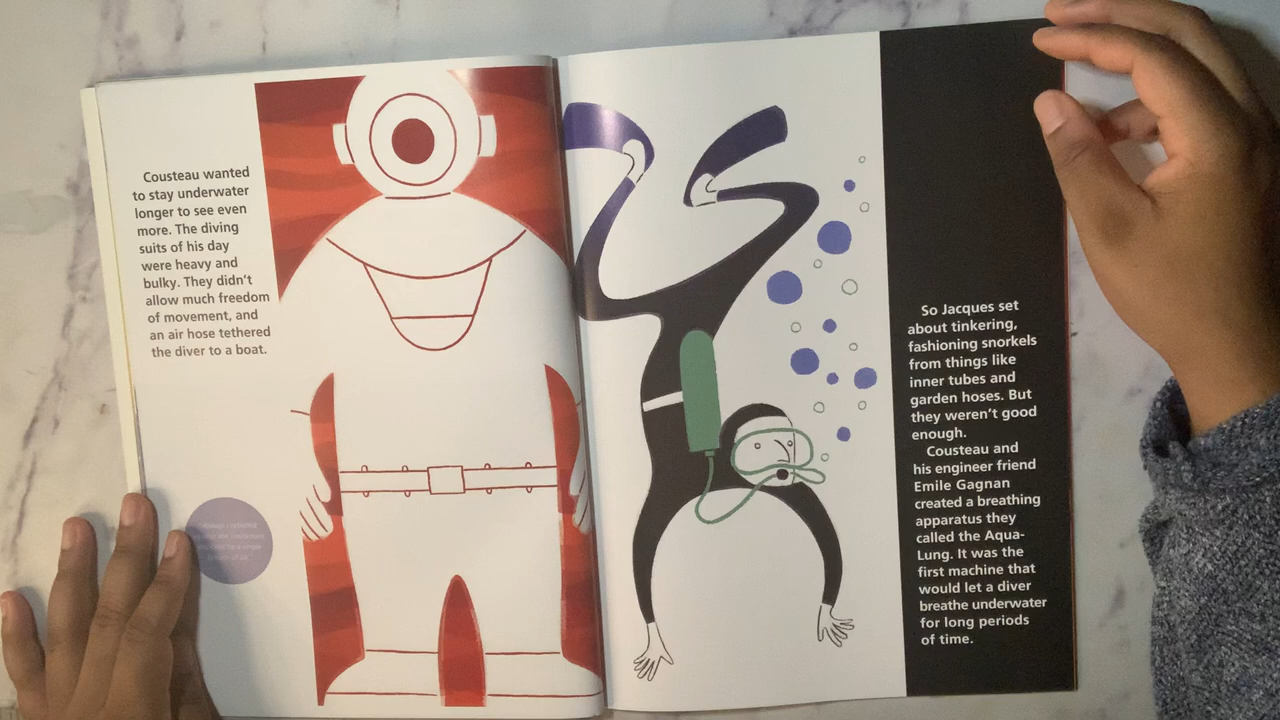 Cousteau wanted
to stay underwater
longer to see even
more. The diving
suits of his day
were heavy and
bulky. They didn't
allow much freedom
of movement, and
an air hose tethered
the diver to a boat.
So Jacques set
about tinkering,
fashioning snorkels
from things like
inner tubes and
garden hoses. But
they weren't good
enough.
Cousteau and
his engineer friend
Emile Gagnan
created a breathing
apparatus they
called the Aqua-
Lung. It was the
first machine that
would let a diver
breathe underwater
for long periods
of time.